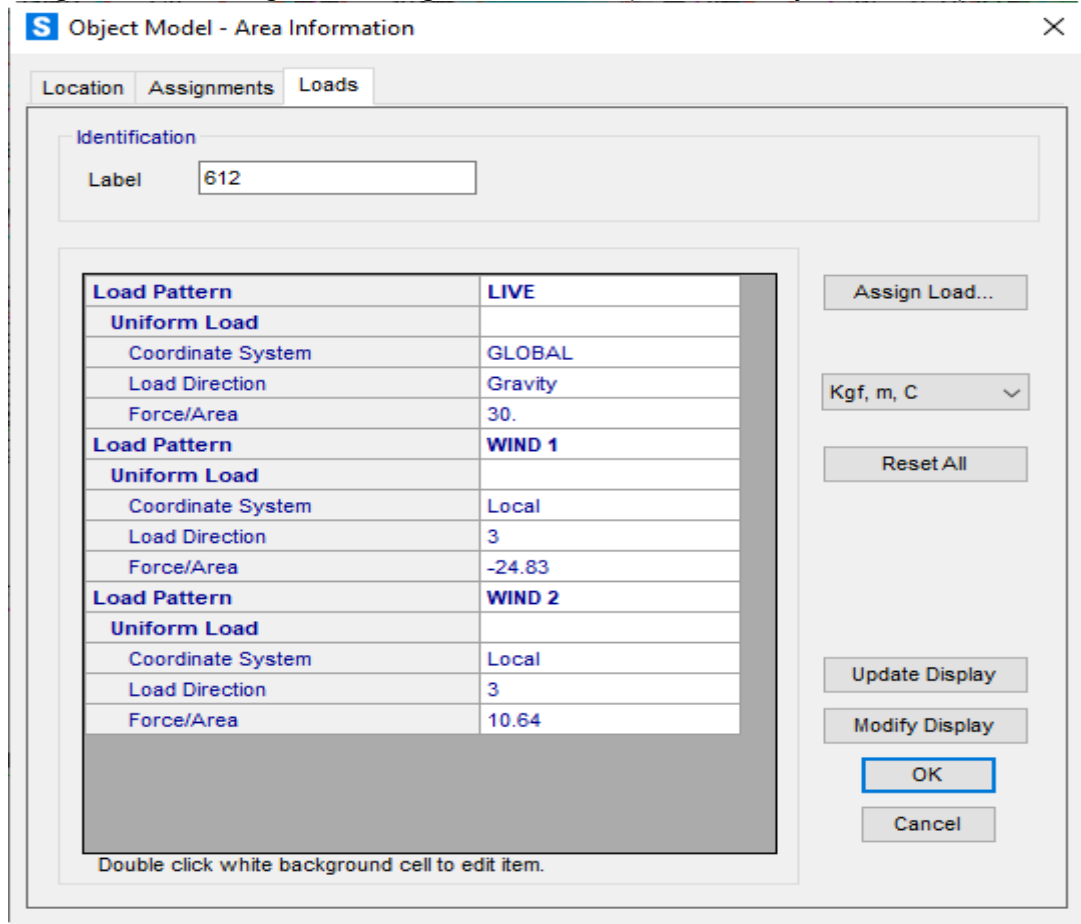 S Object Model - Area Information
Location Assignments Loads
Identification
Label 612
Load Pattern LIVE
Uniform Load
Coordinate System GLOBAL
Load Direction Gravity
Force/Area 30.
Load Pattern WIND 1
Uniform Load
Coordinate System Local
Load Direction 3
Force/Area -24.83
Load Pattern WIND 2
Uniform Load
Coordinate System Local
Load Direction 3
Force/Area 10.64
Double click white background cell to edit item.
Assign Load...
Kgf, m, C
Reset All
Update Display
Modify Display
OK
Cancel